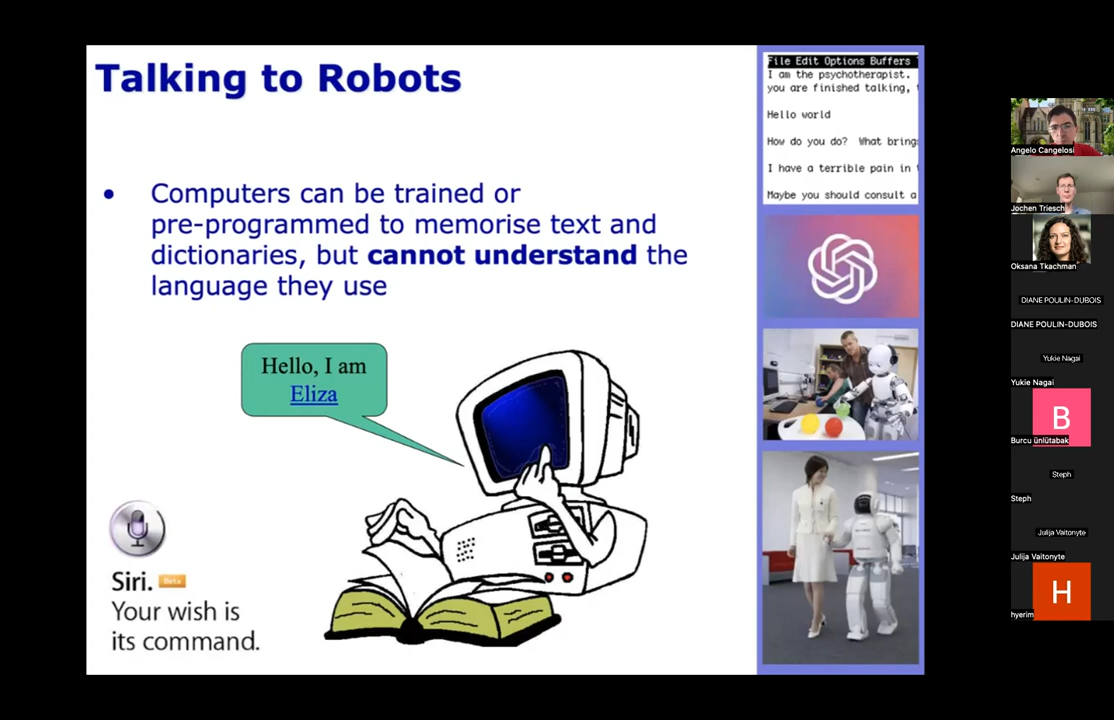 Talking to Robots
• Computers can be trained or
pre-programmed to memorise text and
dictionaries, but cannot understand the
language they use
Hello, I am
Eliza
Siri. Beta
Your wish is
its command.
File Edit Options Buffers
I am the psychotherapist.
you are finished talking,
Hello world
How do you do? What bring
I have a terrible pain in
Maybe you should consult a
Angelo Cangelosi
Jochen Triesch
Oksana Tkachman
DIANE POULIN-DUBOIS
DIANE POULIN-DUBOIS
Yukie Nagai
Yukie Nagai
B
Burcu ünlütabak
Steph
Steph
Julija Vaitonyte
Julija Vaitonyte
H
hyerim